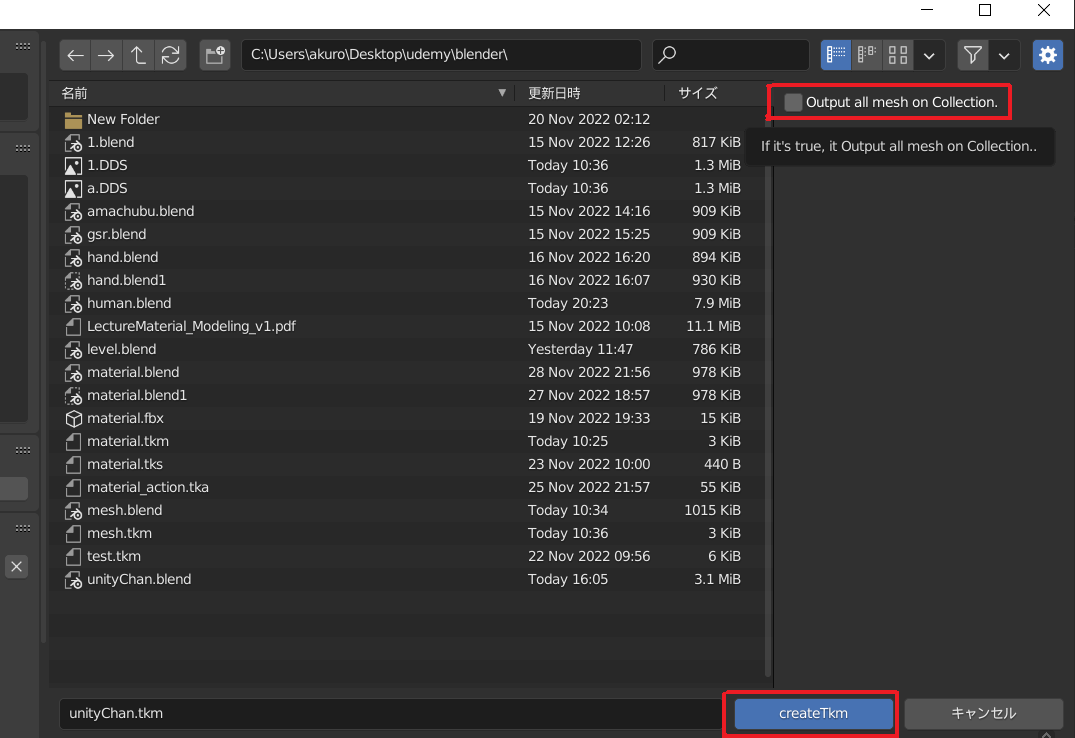 C:\Users\akuro\Desktop\udemy\blender\
名前 更新日時 サイズ
Output all mesh on Collection.
New Folder 20 Nov 2022 02:12
1.blend 15 Nov 2022 12:26 817 KiB
If it's true, it Output all mesh on Collection..
1.DDS Today 10:36 1.3 MiB
a.DDS Today 10:36 1.3 MiB
amachubu.blend 15 Nov 2022 14:16 909 KiB
gsr.blend 15 Nov 2022 15:25 909 KiB
hand.blend 16 Nov 2022 16:20 894 KiB
hand.blend1 16 Nov 2022 16:07 930 KiB
human.blend Today 20:23 7.9 MiB
LectureMaterial_Modeling_v1.pdf 15 Nov 2022 10:08 11.1 MiB
level.blend Yesterday 11:47 786 KiB
material.blend 28 Nov 2022 21:56 978 KiB
material.blend1 27 Nov 2022 18:57 978 KiB
material.fbx 19 Nov 2022 19:33 15 KiB
material.tkm Today 10:25 3 KiB
material.tks 23 Nov 2022 10:00 440 B
material_action.tka 25 Nov 2022 21:57 55 KiB
mesh.blend Today 10:34 1015 KiB
mesh.tkm Today 10:36 3 KiB
test.tkm 22 Nov 2022 09:56 6 KiB
unityChan.blend Today 16:05 3.1 MiB
unityChan.tkm createTkm キャンセル